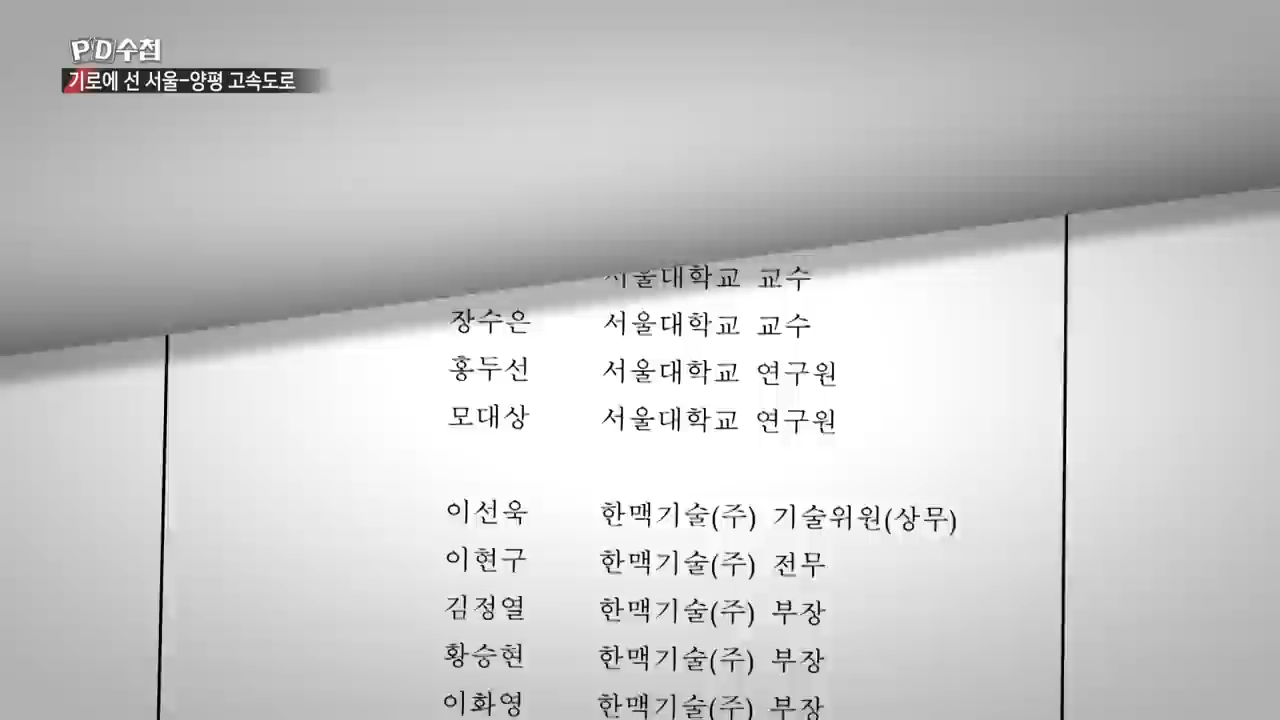 PD수첩
기로에 선 서울-양평 고속도로
서울대학교 교수
장수은 서울대학교 교수
홍두선 서울대학교 연구원
모대상 서울대학교 연구원
이선욱 한맥기술(주) 기술위원(상무)
이현구 한맥기술(주) 전무
김정열 한맥기술(주) 부장
황승현 한맥기술(주) 부장
이화영 한맥기술(주) 부장